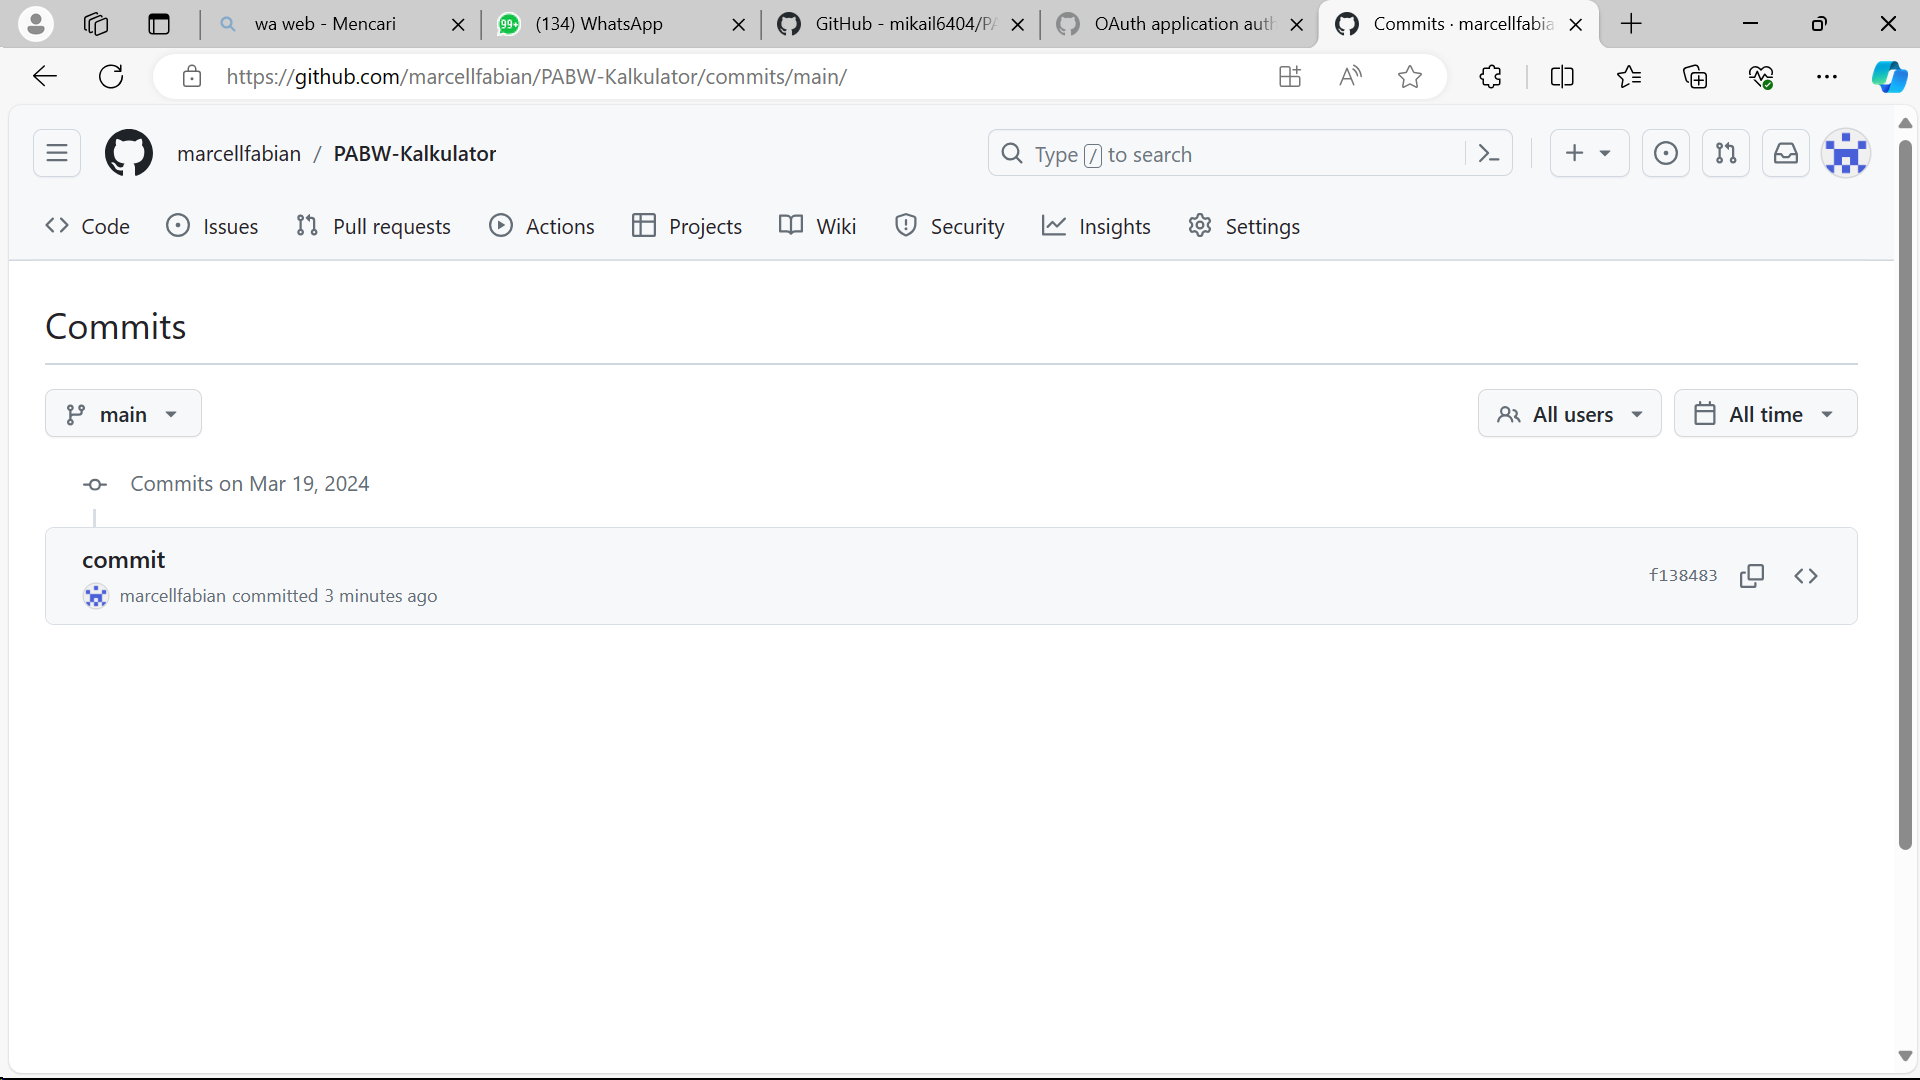 wa web - Mencari
99+ (134) WhatsApp
GitHub - mikail6404/PA
OAuth application auth
Commits · marcellfabia
https://github.com/marcellfabian/PABW-Kalkulator/commits/main/
marcellfabian / PABW-Kalkulator
Type / to search
Code Issues Pull requests Actions Projects Wiki Security Insights Settings
Commits
main
All users
All time
Commits on Mar 19, 2024
commit
marcellfabian committed 3 minutes ago
f138483